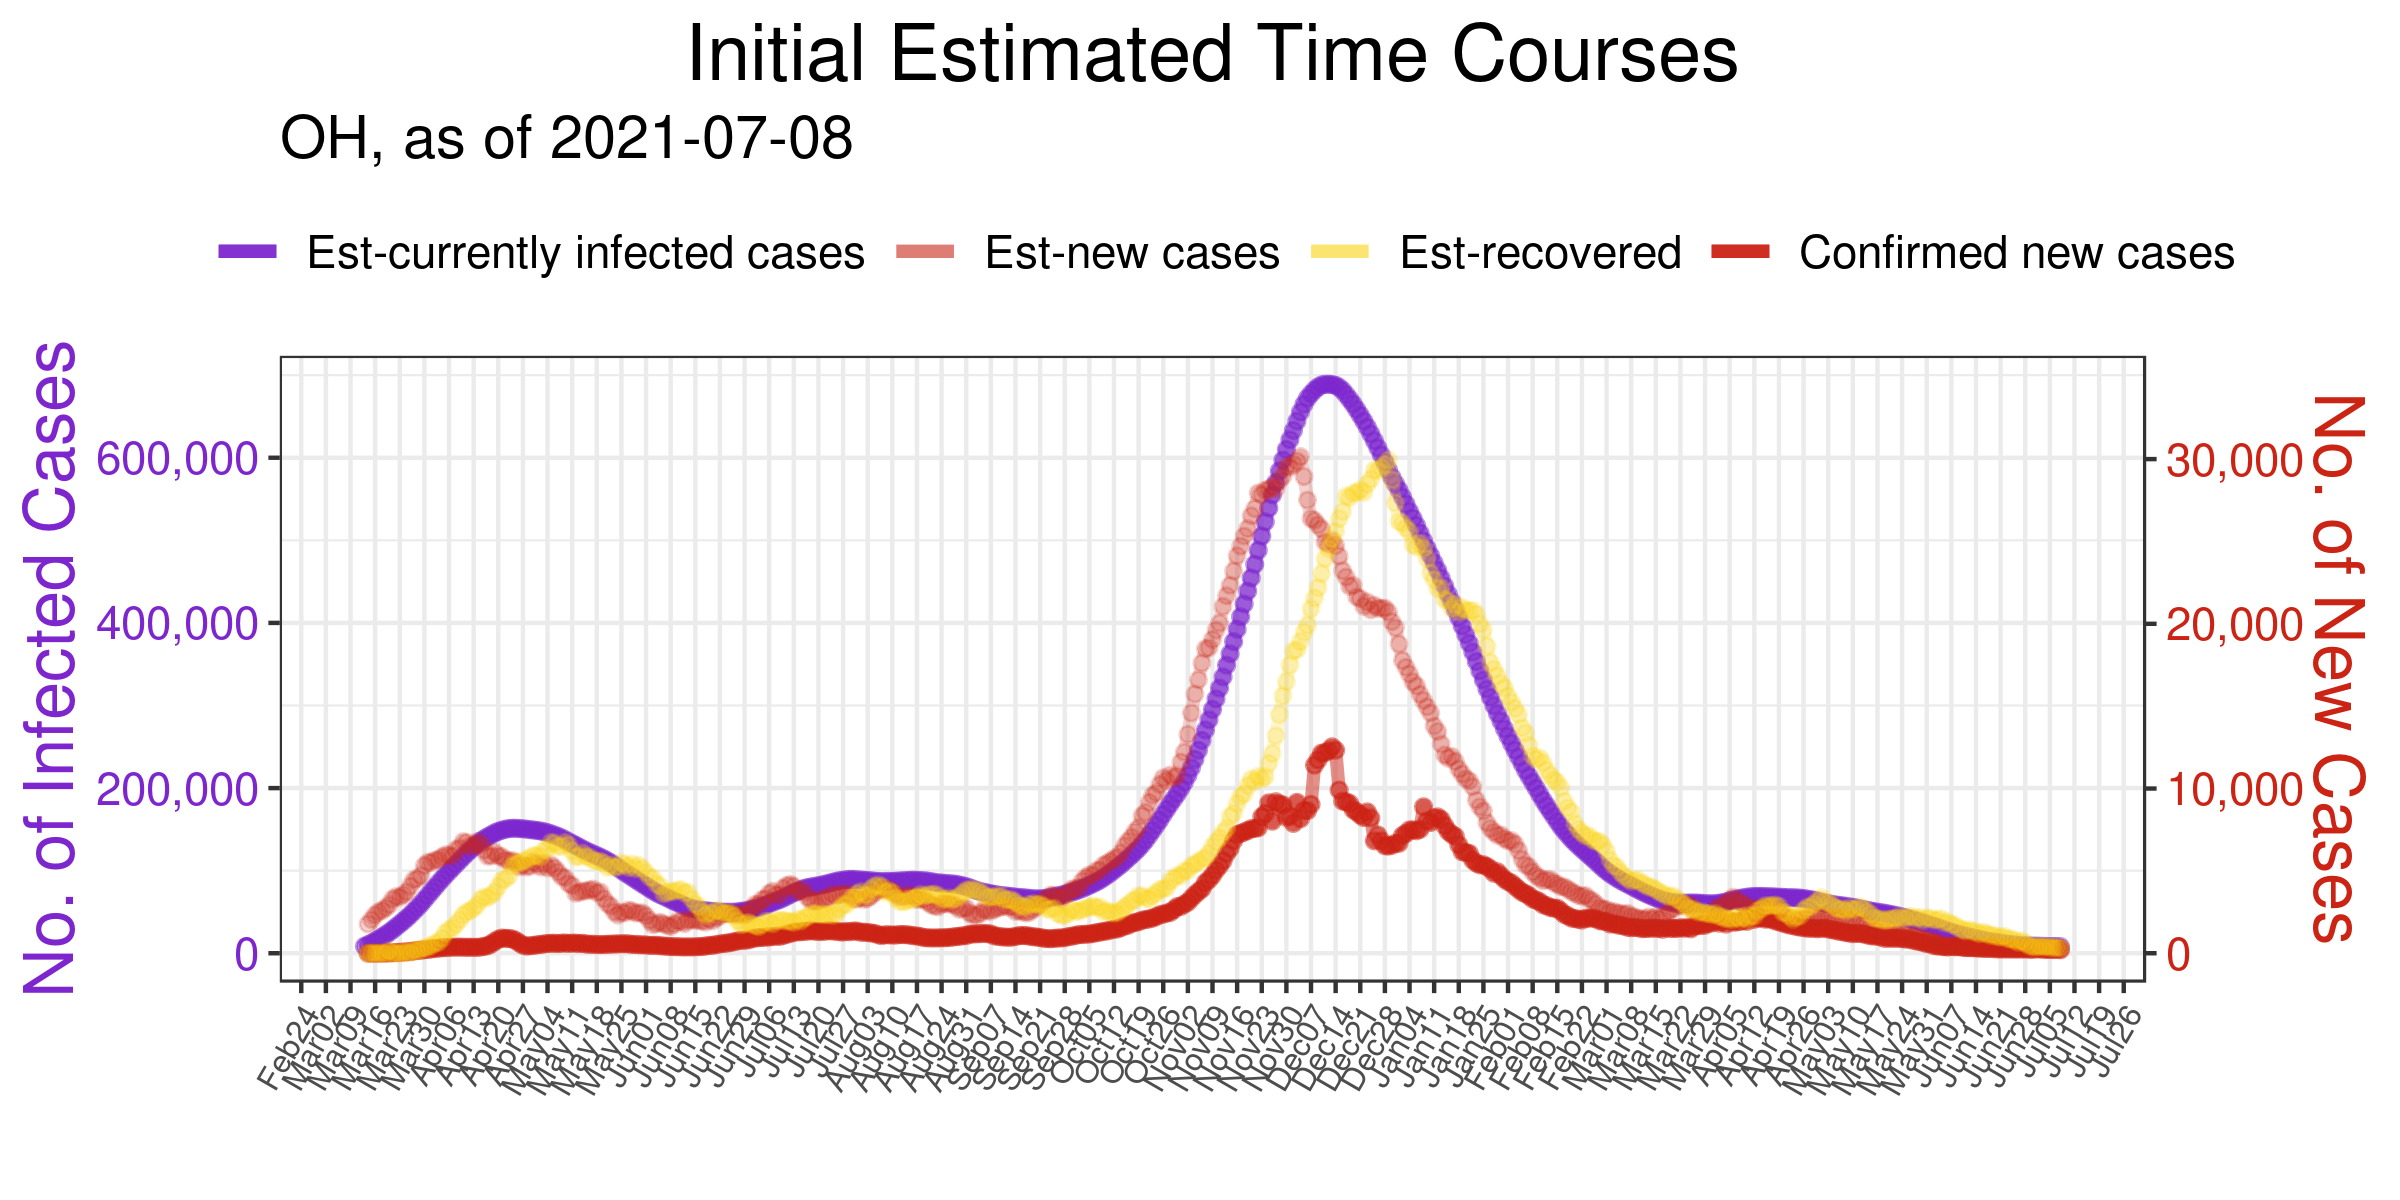 Initial Estimated Time Courses
OH, as of 2021-07-08
Est-currently infected cases Est-new cases Est-recovered Confirmed new cases
No. of Infected Cases
600,000
400,000
200,000
0
30,000
20,000
10,000
0
No. of New Cases
Feb24 Mar02 Mar09 Mar16 Mar23 Mar30 Apr06 Apr13 Apr20 Apr27 May04 May11 May18 May25 Jun01 Jun08 Jun15 Jun22 Jun29 Jul06 Jul13 Jul20 Jul27 Aug03 Aug10 Aug17 Aug24 Aug31 Sep07 Sep14 Sep21 Sep28 Oct05 Oct12 Oct19 Oct26 Nov02 Nov09 Nov16 Nov23 Nov30 Dec07 Dec14 Dec21 Dec28 Jan04 Jan11 Jan18 Jan25 Feb01 Feb08 Feb15 Feb22 Mar01 Mar08 Mar15 Mar22 Mar29 Apr05 Apr12 Apr19 Apr26 May03 May10 May17 May24 May31 Jun07 Jun14 Jun21 Jun28 Jul05 Jul12 Jul19 Jul26